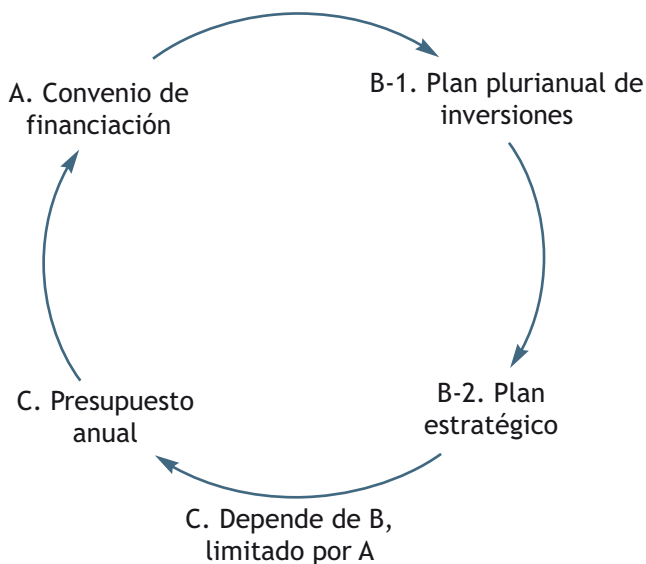 A. Convenio de
financiación
B-1. Plan plurianual de
inversiones
B-2. Plan
estratégico
C. Presupuesto
anual
C. Depende de B,
limitado por A